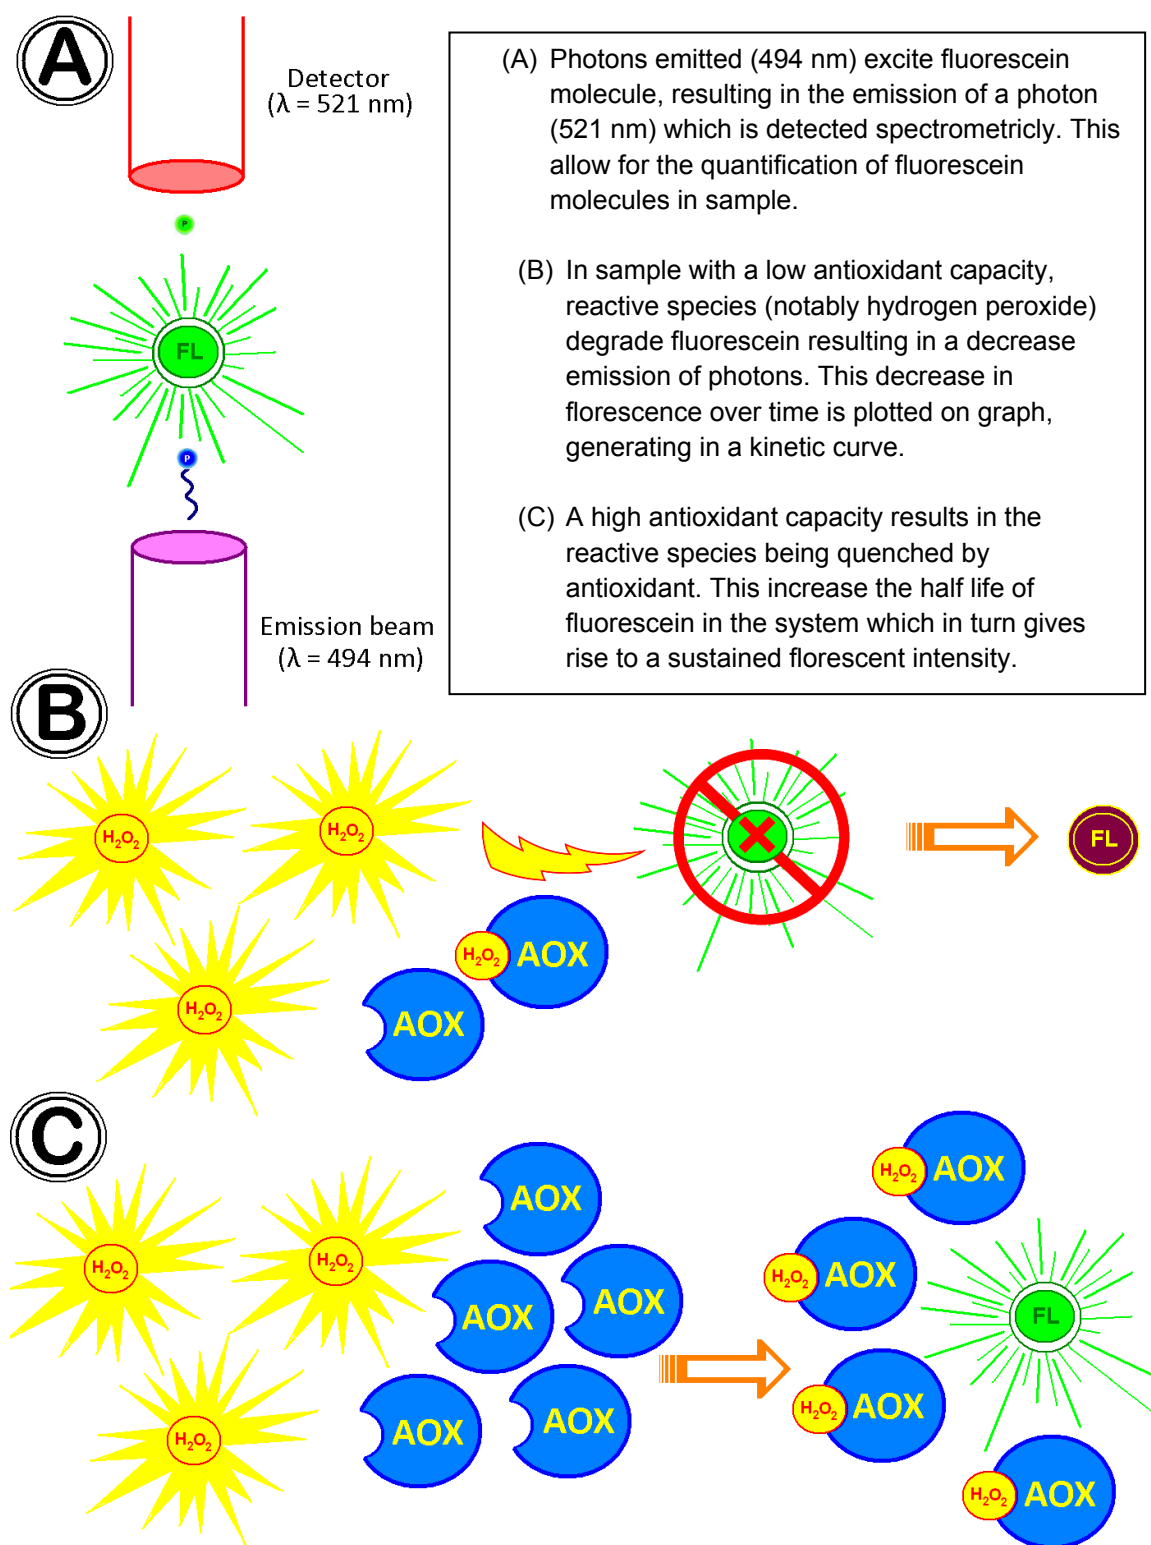 A
Detector
(λ = 521 nm)
P
FL
P
Emission beam
(λ = 494 nm)
(A) Photons emitted (494 nm) excite fluorescein
molecule, resulting in the emission of a photon
(521 nm) which is detected spectrometricly. This
allow for the quantification of fluorescein
molecules in sample.
(B) In sample with a low antioxidant capacity,
reactive species (notably hydrogen peroxide)
degrade fluorescein resulting in a decrease
emission of photons. This decrease in
florescence over time is plotted on graph,
generating in a kinetic curve.
(C) A high antioxidant capacity results in the
reactive species being quenched by
antioxidant. This increase the half life of
fluorescein in the system which in turn gives
rise to a sustained florescent intensity.
B
H₂O₂
H₂O₂
FL
H₂O₂
AOX
H₂O₂
AOX
C
H₂O₂
H₂O₂
H₂O₂
AOX
AOX
AOX
AOX
AOX
H₂O₂
AOX
H₂O₂
AOX
FL
H₂O₂
AOX
H₂O₂
AOX